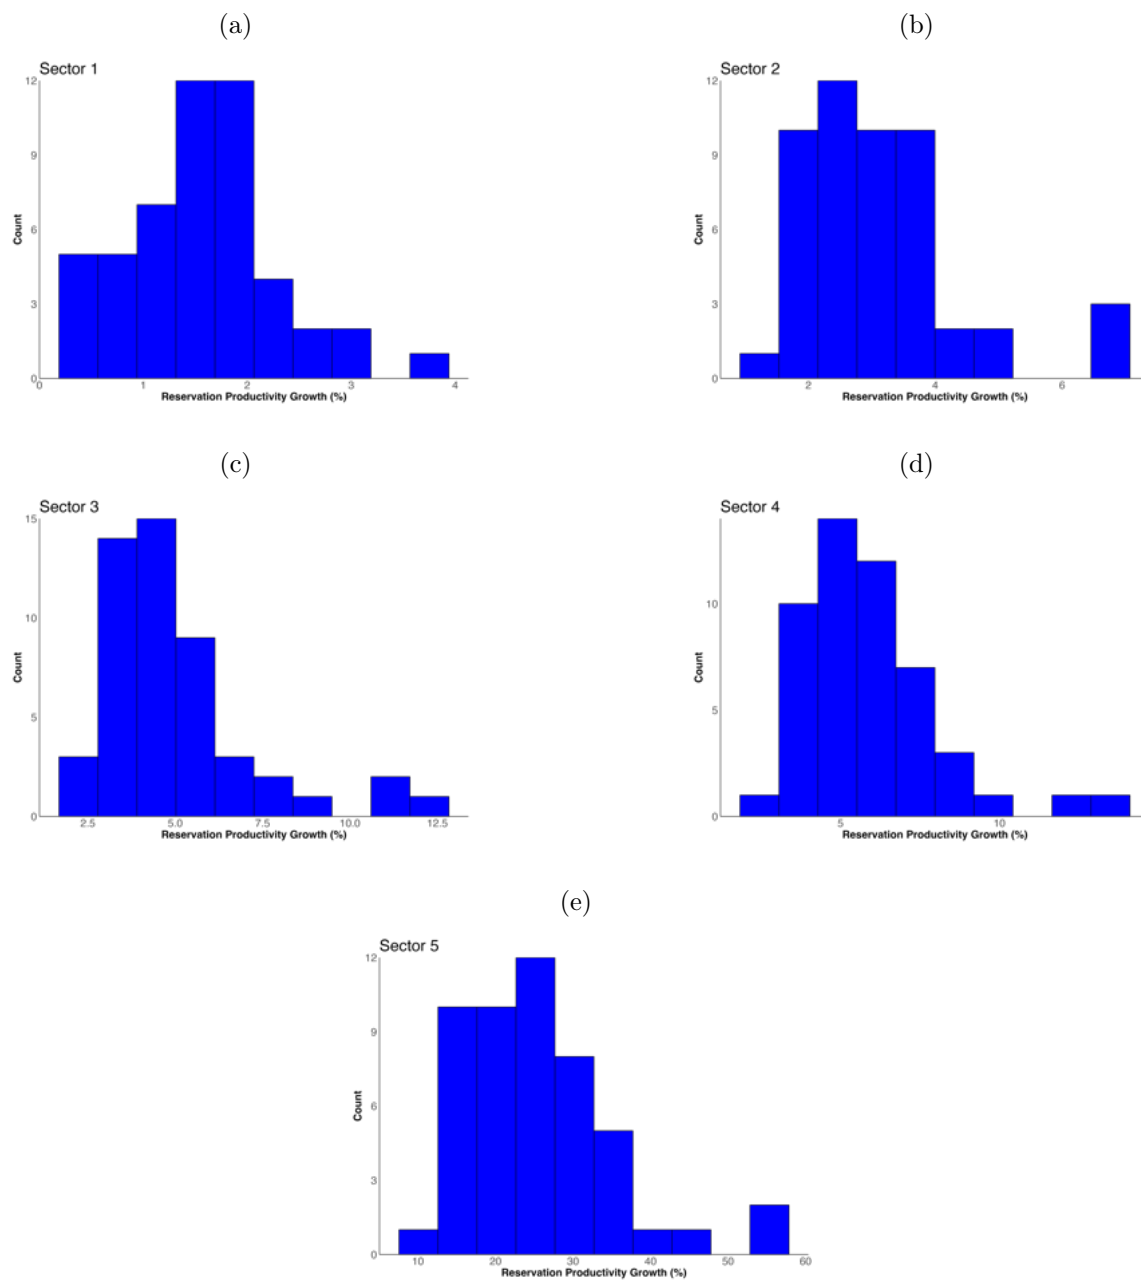 (a)
Sector 1
12
9
6
3
0
Count
0 1 2 3 4
Reservation Productivity Growth (%)
(b)
Sector 2
12
9
6
3
0
Count
2 4 6
Reservation Productivity Growth (%)
(c)
Sector 3
15
10
5
0
Count
2.5 5.0 7.5 10.0 12.5
Reservation Productivity Growth (%)
(d)
Sector 4
10
5
0
Count
5 10
Reservation Productivity Growth (%)
(e)
Sector 5
12
9
6
3
0
Count
10 20 30 40 50 60
Reservation Productivity Growth (%)